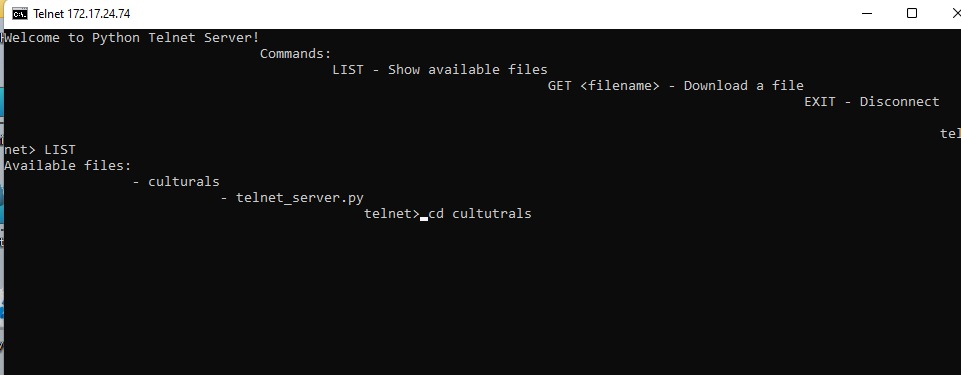 Telnet 172.17.24.74
Welcome to Python Telnet Server!
Commands:
LIST - Show available files
GET <filename> - Download a file
EXIT - Disconnect
tel
net> LIST
Available files:
- culturals
- telnet_server.py
telnet> cd cultutrals